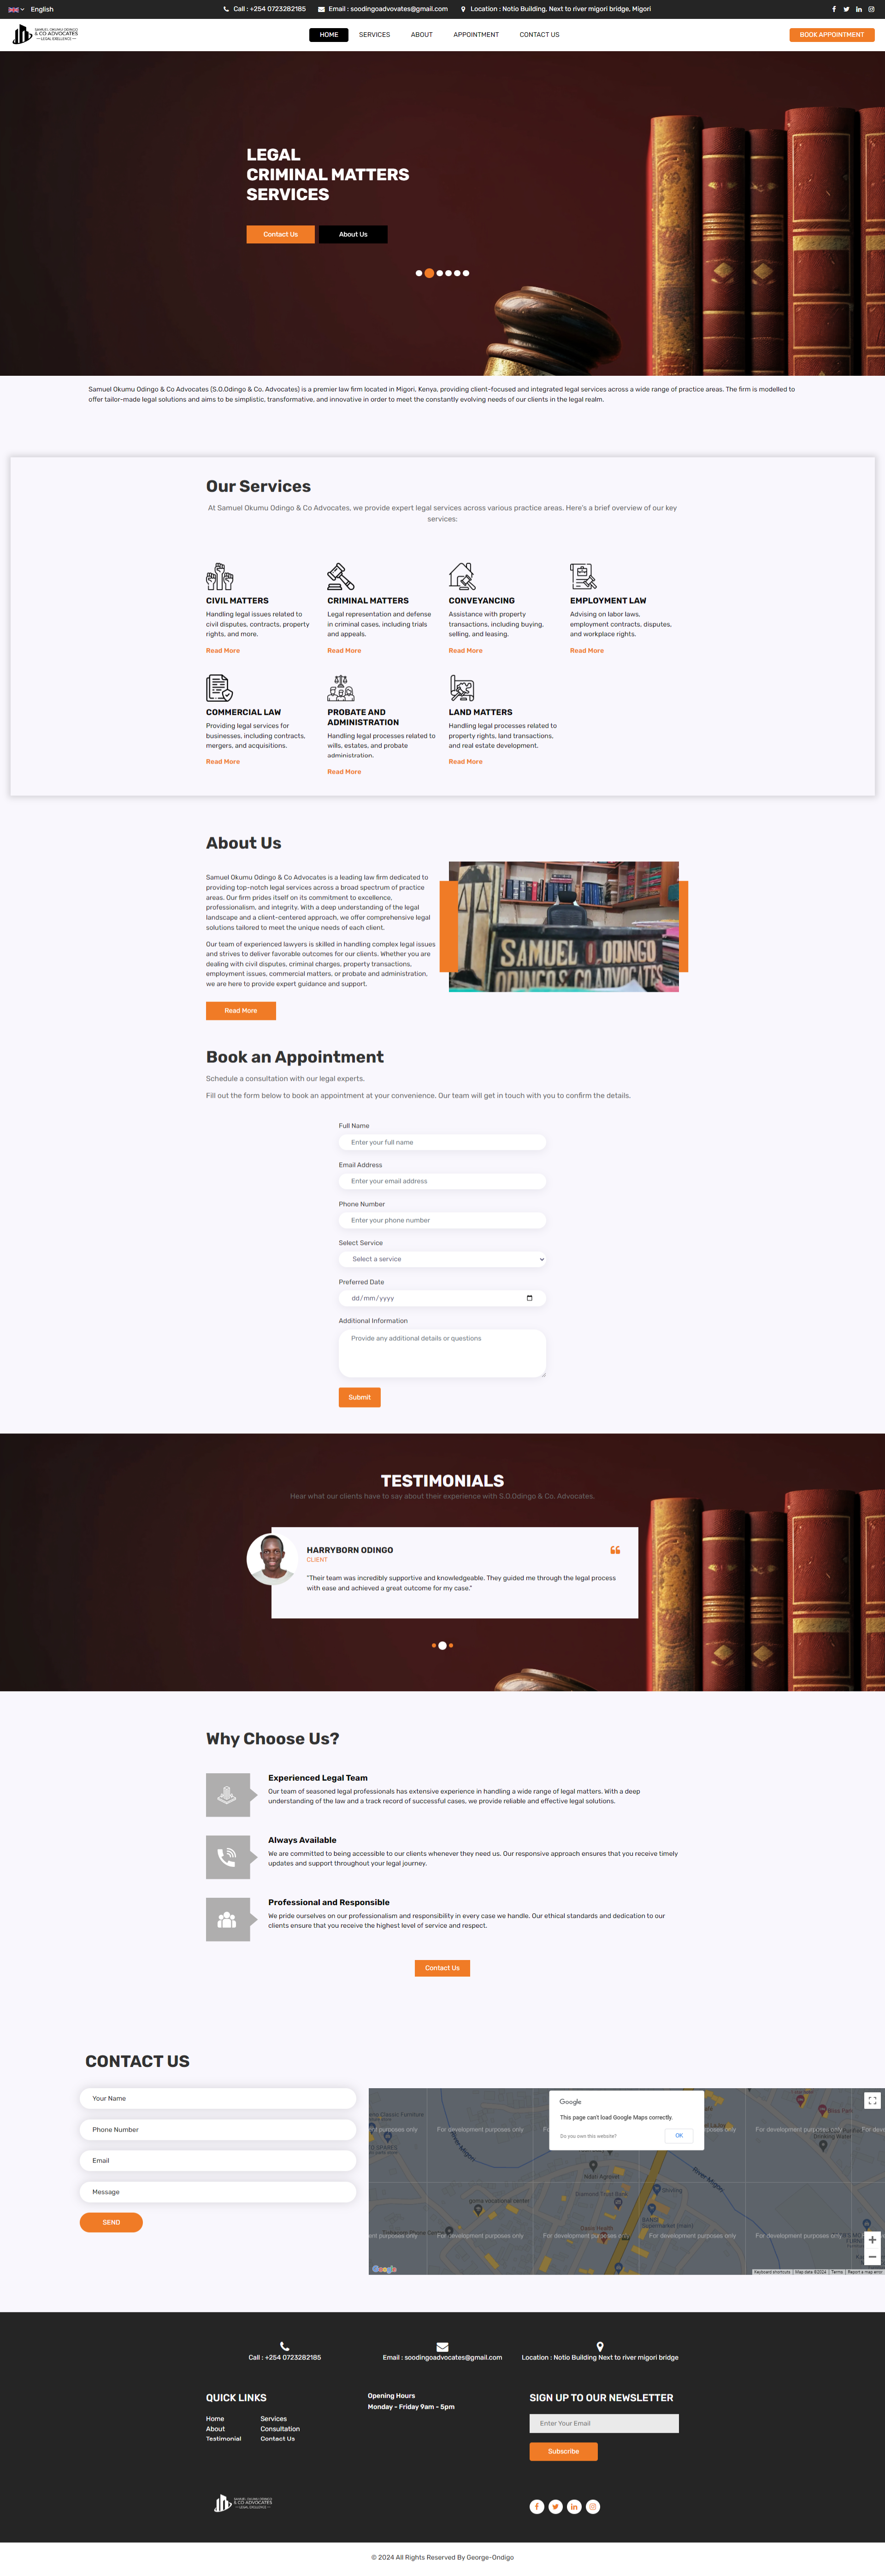 English
Call : +254 0723282185
Email : soodingoadvovates@gmail.com
Location : Notio Building, Next to river migori bridge, Migori
SAMUEL OKUMU ODINGO
& CO ADVOCATES
LEGAL EXELLENCE
HOME
SERVICES
ABOUT
APPOINTMENT
CONTACT US
BOOK APPOINTMENT
LEGAL
CRIMINAL MATTERS
SERVICES
Contact Us
About Us
Samuel Okumu Odingo & Co Advocates (S.O.Odingo & Co. Advocates) is a premier law firm located in Migori, Kenya, providing client-focused and integrated legal services across a wide range of practice areas. The firm is modelled to
offer tailor-made legal solutions and aims to be simplistic, transformative, and innovative in order to meet the constantly evolving needs of our clients in the legal realm.
Our Services
At Samuel Okumu Odingo & Co Advocates, we provide expert legal services across various practice areas. Here's a brief overview of our key
services:
CIVIL MATTERS
Handling legal issues related to
civil disputes, contracts, property
rights, and more.
Read More
CRIMINAL MATTERS
Legal representation and defense
in criminal cases, including trials
and appeals.
Read More
CONVEYANCING
Assistance with property
transactions, including buying,
selling, and leasing.
Read More
EMPLOYMENT LAW
Advising on labor laws,
employment contracts, disputes,
and workplace rights.
Read More
COMMERCIAL LAW
Providing legal services for
businesses, including contracts,
mergers, and acquisitions.
Read More
PROBATE AND
ADMINISTRATION
Handling legal processes related to
wills, estates, and probate
administration.
Read More
LAND MATTERS
Handling legal processes related to
property rights, land transactions,
and real estate development.
Read More
About Us
Samuel Okumu Odingo & Co Advocates is a leading law firm dedicated to
providing top-notch legal services across a broad spectrum of practice
areas. Our firm prides itself on its commitment to excellence,
professionalism, and integrity. With a deep understanding of the legal
landscape and a client-centered approach, we offer comprehensive legal
solutions tailored to meet the unique needs of each client.
Our team of experienced lawyers is skilled in handling complex legal issues
and strives to deliver favorable outcomes for our clients. Whether you are
dealing with civil disputes, criminal charges, property transactions,
employment issues, commercial matters, or probate and administration,
we are here to provide expert guidance and support.
Read More
SAMUEL O. ODINGO
ADVOCATES
Book an Appointment
Schedule a consultation with our legal experts.
Fill out the form below to book an appointment at your convenience. Our team will get in touch with you to confirm the details.
Full Name
Enter your full name
Email Address
Enter your email address
Phone Number
Enter your phone number
Select Service
Select a service
Preferred Date
dd/mm/yyyy
Additional Information
Provide any additional details or questions
Submit
TESTIMONIALS
Hear what our clients have to say about their experience with S.O.Odingo & Co. Advocates.
HARRYBORN ODINGO
CLIENT
"Their team was incredibly supportive and knowledgeable. They guided me through the legal process
with ease and achieved a great outcome for my case."
Why Choose Us?
Experienced Legal Team
Our team of seasoned legal professionals has extensive experience in handling a wide range of legal matters. With a deep
understanding of the law and a track record of successful cases, we provide reliable and effective legal solutions.
Always Available
We are committed to being accessible to our clients whenever they need us. Our responsive approach ensures that you receive timely
updates and support throughout your legal journey.
Professional and Responsible
We pride ourselves on our professionalism and responsibility in every case we handle. Our ethical standards and dedication to our
clients ensure that you receive the highest level of service and respect.
Contact Us
CONTACT US
Your Name
Phone Number
Email
Message
SEND
Google
This page can't load Google Maps correctly.
Do you own this website?
OK
For development purposes only
River Migori
Diamond Trust Bank
Google
Keyboard shortcuts
Map data ©2024
Terms
Report a map error
Call : +254 0723282185
Email : soodingoadvocates@gmail.com
Location : Notio Building Next to river migori bridge
QUICK LINKS
Home
Services
About
Consultation
Testimonial
Contact Us
Opening Hours
Monday - Friday 9am - 5pm
SIGN UP TO OUR NEWSLETTER
Enter Your Email
Subscribe
SAMUEL OKUMU ODINGO
& CO ADVOCATES
LEGAL EXELLENCE
© 2024 All Rights Reserved By George-Ondigo